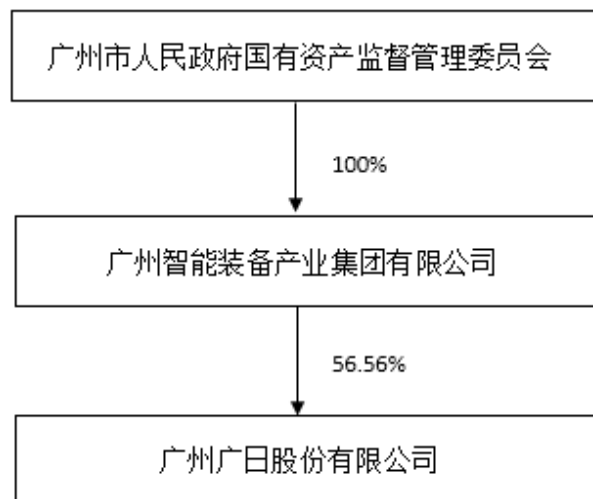 广州市人民政府国有资产监督管理委员会
100%
广州智能装备产业集团有限公司
56.56%
广州广日股份有限公司